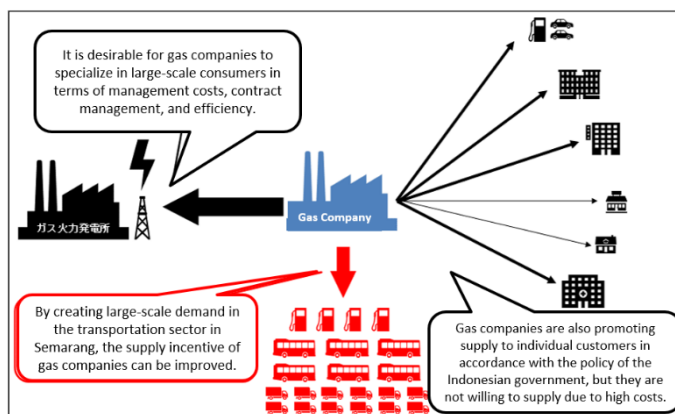 It is desirable for gas companies to
specialize in large-scale consumers in
terms of management costs, contract
management, and efficiency.
ガス火力発電所
Gas Company
By creating large-scale demand in
the transportation sector in
Semarang, the supply incentive of
gas companies can be improved.
Gas companies are also promoting
supply to individual customers in
accordance with the policy of the
Indonesian government, but they are
not willing to supply due to high costs.